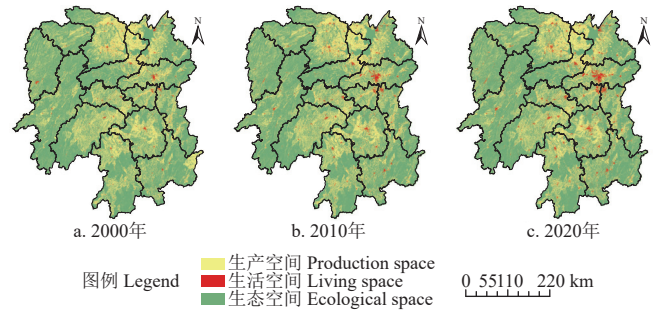 N N N
a. 2000年 b. 2010年 c. 2020年
生产空间 Production space
图例 Legend 生活空间 Living space 0 55110 220 km
生态空间 Ecological space